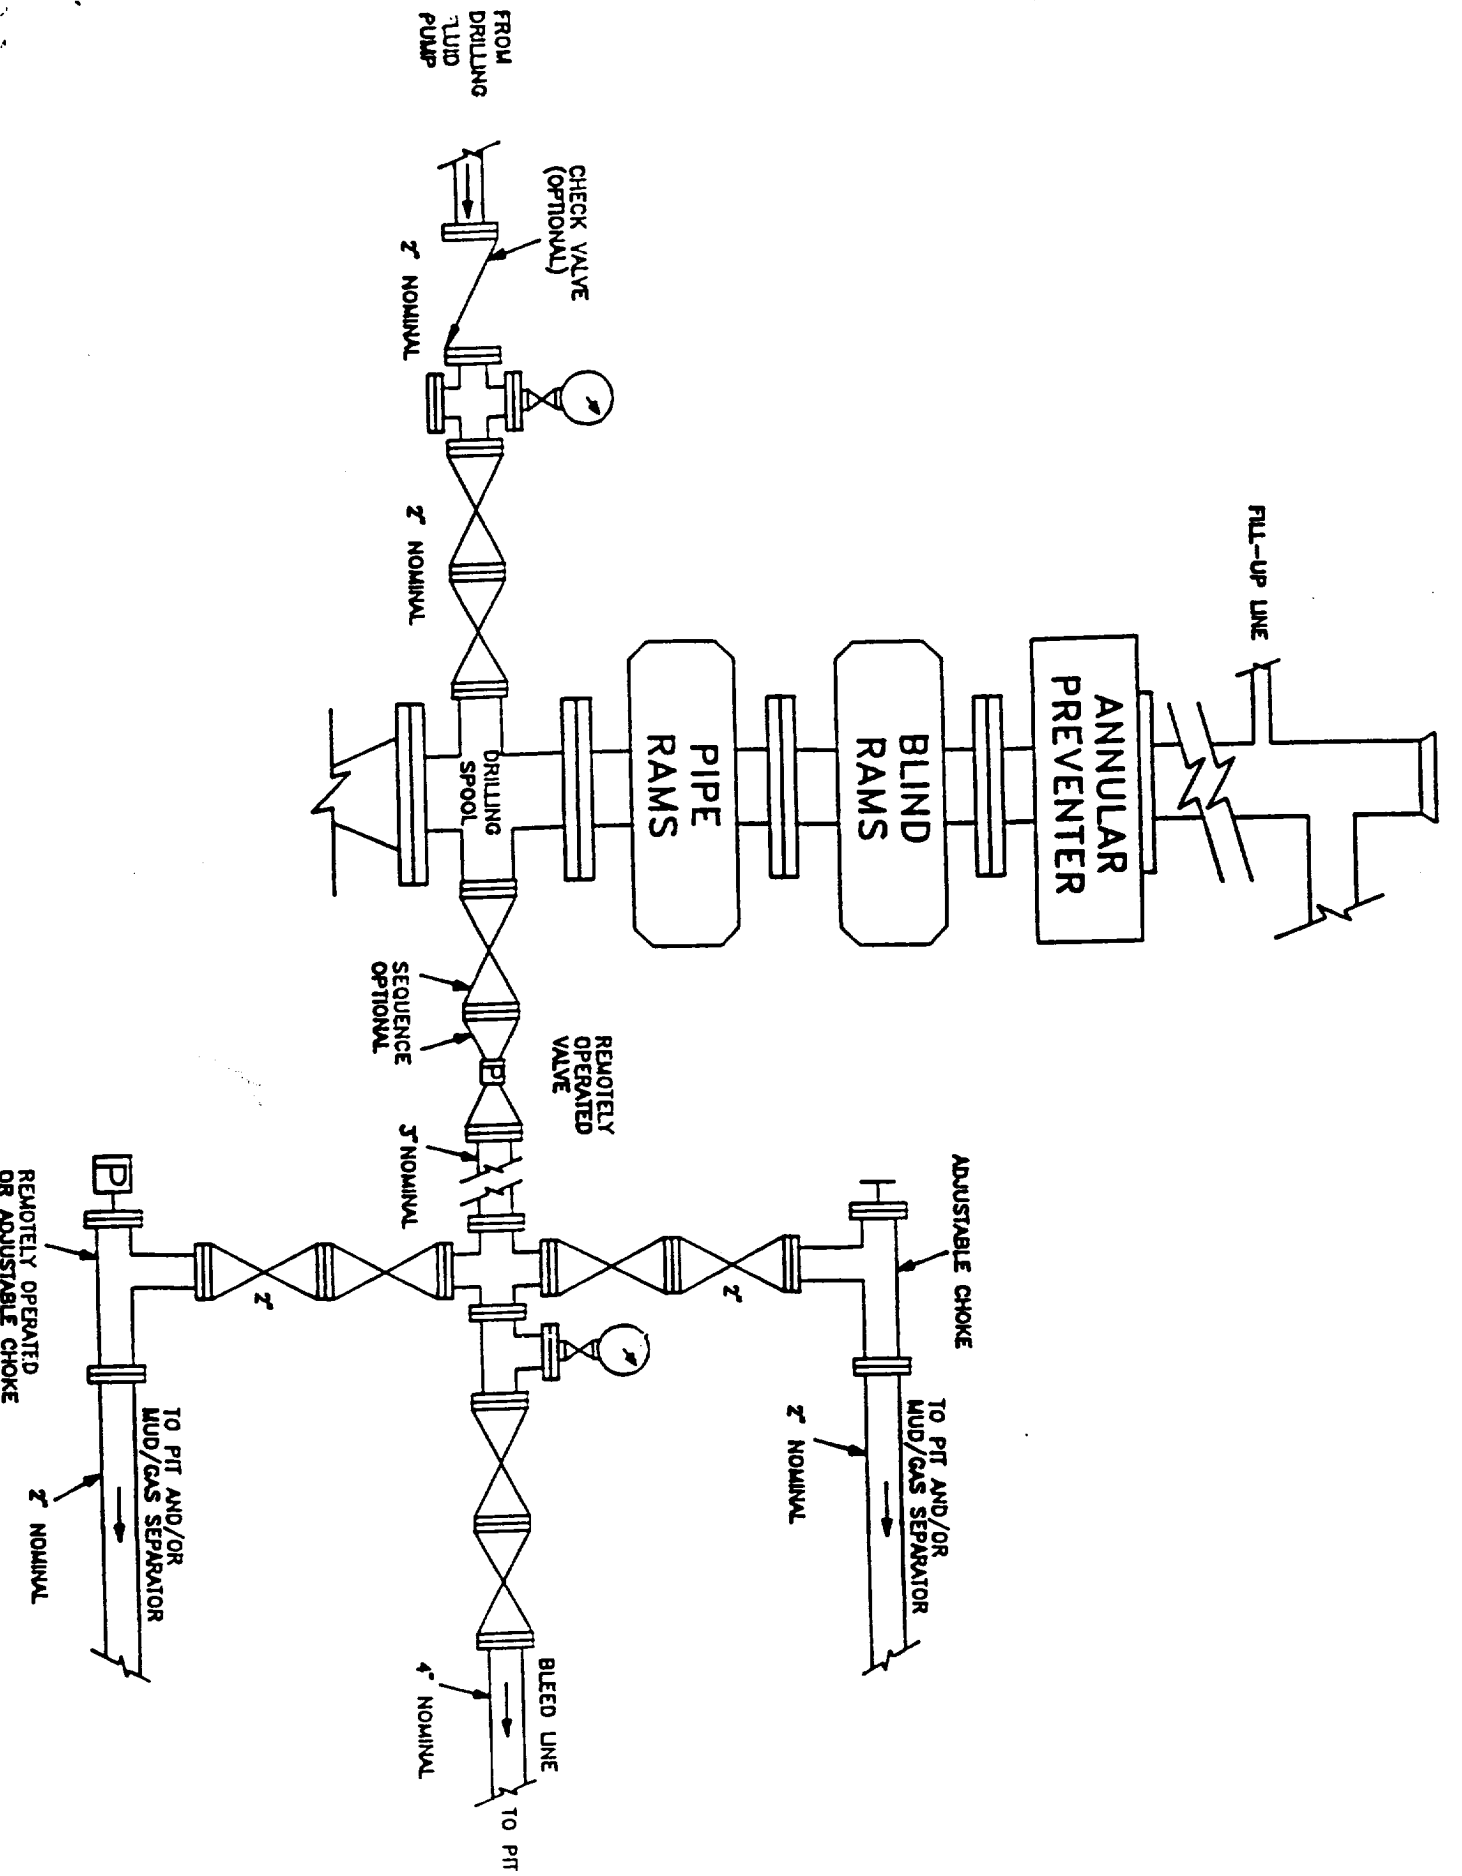 FILL-UP LINE
ANNULAR
PREVENTER
BLIND
RAMS
PIPE
RAMS
DRILLING
SPOOL
FROM
DRILLING
LUID
PUMP
CHECK VALVE
(OPTIONAL)
2" NOMINAL
2" NOMINAL
SEQUENCE
OPTIONAL
REMOTELY
OPERATED
VALVE
P
3" NOMINAL
ADJUSTABLE CHOKE
2"
TO PIT AND/OR
MUD/GAS SEPARATOR
2" NOMINAL
BLEED LINE
4" NOMINAL
TO PIT
2"
P
REMOTELY OPERATED
OR ADJUSTABLE CHOKE
TO PIT AND/OR
MUD/GAS SEPARATOR
2" NOMINAL